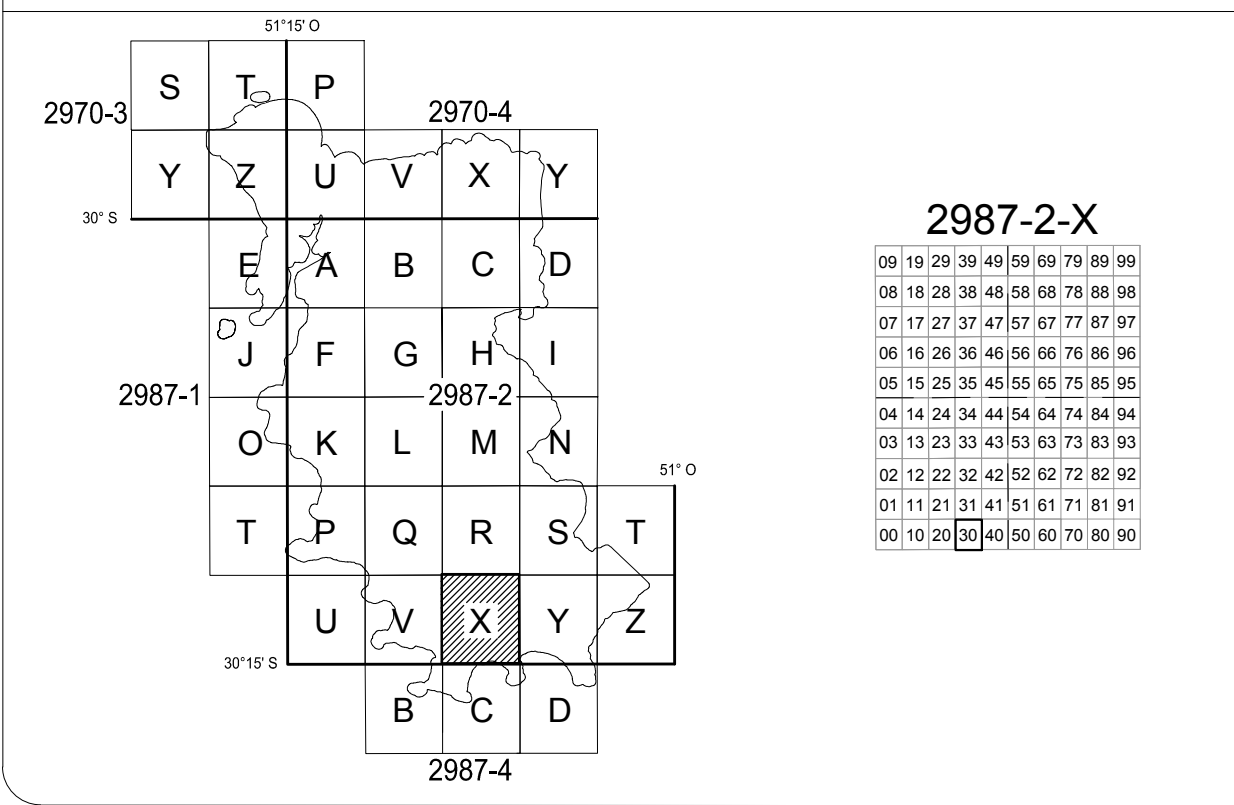 51°15' O
S T P
2970-3 2970-4
Y Z U V X Y
30° S
E A B C D
J F G H I
2987-1 2987-2
O K L M N
51° O
T P Q R S T
U V X Y Z
30°15' S
B C D
2987-4
2987-2-X
09 19 29 39 49 59 69 79 89 99
08 18 28 38 48 58 68 78 88 98
07 17 27 37 47 57 67 77 87 97
06 16 26 36 46 56 66 76 86 96
05 15 25 35 45 55 65 75 85 95
04 14 24 34 44 54 64 74 84 94
03 13 23 33 43 53 63 73 83 93
02 12 22 32 42 52 62 72 82 92
01 11 21 31 41 51 61 71 81 91
00 10 20 30 40 50 60 70 80 90